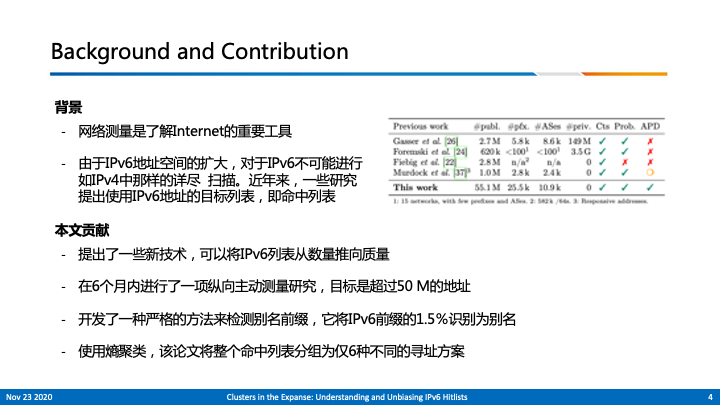 Background and Contribution
背景
- 网络测量是了解Internet的重要工具
- 由于IPv6地址空间的扩大，对于IPv6不可能进行
如IPv4中那样的详尽 扫描。近年来，一些研究
提出使用IPv6地址的目标列表，即命中列表
本文贡献
- 提出了一些新技术，可以将IPv6列表从数量推向质量
- 在6个月内进行了一项纵向主动测量研究，目标是超过50 M的地址
- 开发了一种严格的方法来检测别名前缀，它将IPv6前缀的1.5％识别为别名
- 使用熵聚类，该论文将整个命中列表分组为仅6种不同的寻址方案
Previous work #publ. #pfx. #ASes #priv. Cts Prob. APD
Gasser et al. [26] 2.7 M 5.8 k 8.6 k 149 M ✓ ✓ ✗
Foremski et al. [24] 620 k <100¹ <100¹ 3.5 G ✓ ✓ ✗
Fiebig et al. [22] 2.8 M n/a² n/a 0 ✓ ✗ ✗
Murdock et al. [37]³ 1.0 M 2.8 k 2.4 k 0 ✓ ✓
This work 55.1 M 25.5 k 10.9 k 0 ✓ ✓ ✓
1: 15 networks, with few prefixes and ASes. 2: 582 k /64s. 3: Responsive addresses.
Nov 23 2020
Clusters in the Expanse: Understanding and Unbiasing IPv6 Hitlists
4